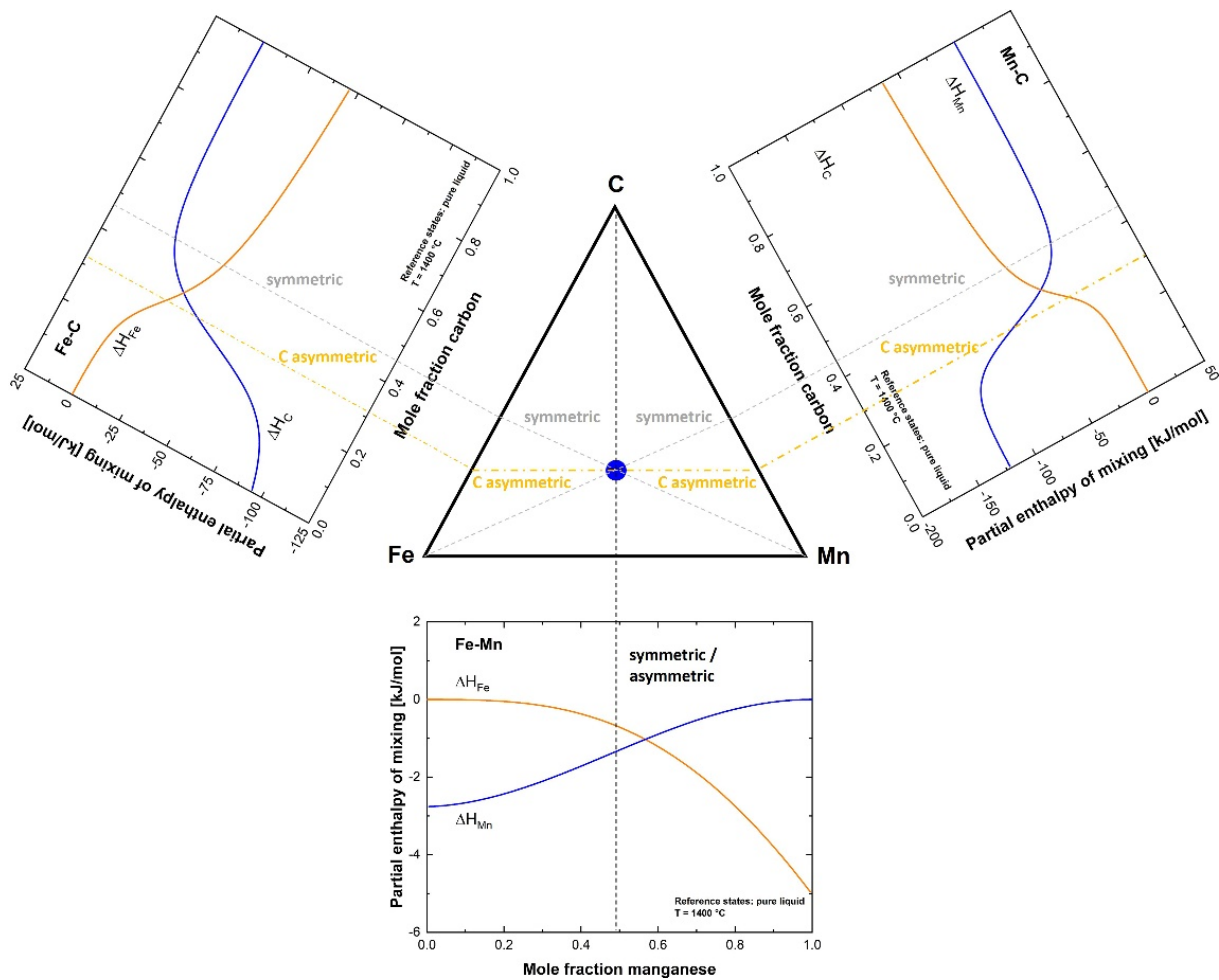 Fe-C
ΔH_Fe
ΔH_C
25
0
-25
-50
-75
-100
-125
Partial enthalpy of mixing [kJ/mol]
0.0
0.2
0.4
0.6
0.8
1.0
Mole fraction carbon
Reference states: pure liquid
T = 1400 °C
symmetric
C asymmetric
C
Fe
Mn
symmetric
symmetric
C asymmetric
C asymmetric
Mn-C
ΔH_Mn
ΔH_C
1.0
0.8
0.6
0.4
0.2
0.0
Mole fraction carbon
Reference states: pure liquid
T = 1400 °C
symmetric
C asymmetric
-200
-150
-100
-50
0
50
Partial enthalpy of mixing [kJ/mol]
Fe-Mn
symmetric /
asymmetric
ΔH_Fe
ΔH_Mn
2
0
-2
-4
-6
Partial enthalpy of mixing [kJ/mol]
Reference states: pure liquid
T = 1400 °C
0.0
0.2
0.4
0.6
0.8
1.0
Mole fraction manganese